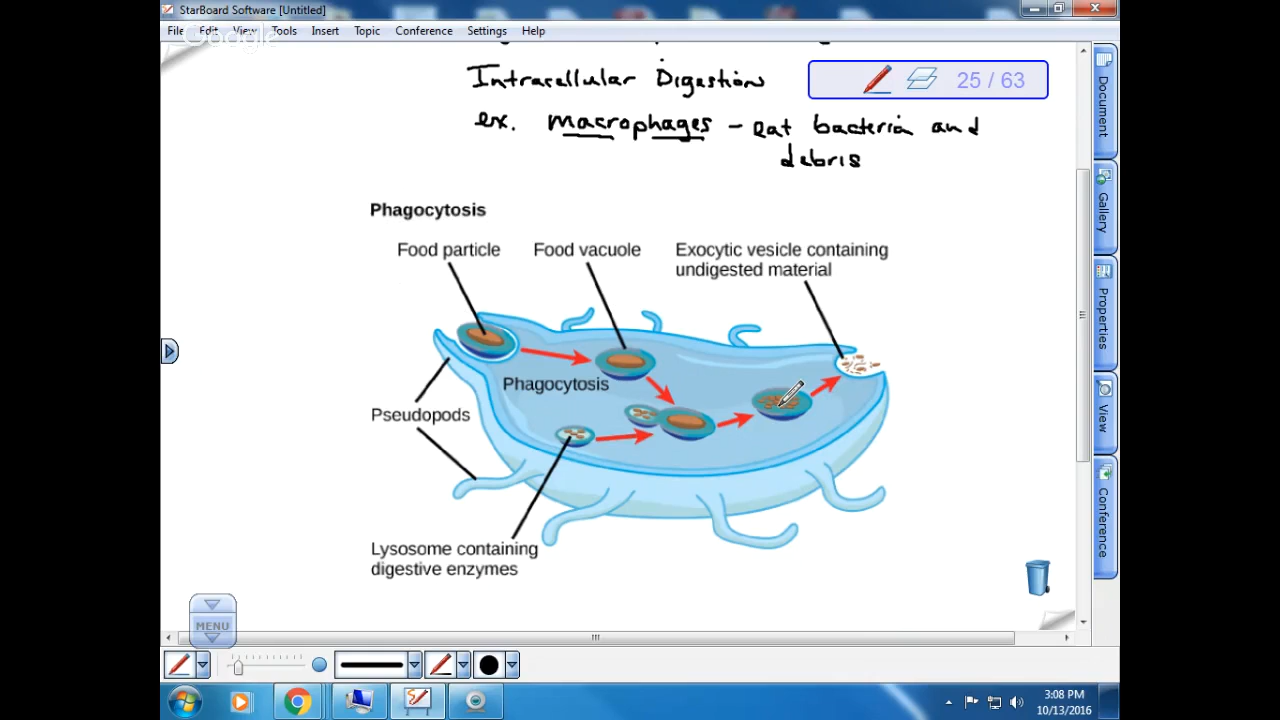 StarBoard Software [Untitled]
File Edit View Tools Insert Topic Conference Settings Help
Google
Intracellular Digestion
25 / 63
ex. macrophages - eat bacteria and
debris
Phagocytosis
Food particle
Food vacuole
Exocytic vesicle containing
undigested material
Phagocytosis
Pseudopods
Lysosome containing
digestive enzymes
Document
Gallery
Properties
View
Conference
MENU
3:08 PM
10/13/2016